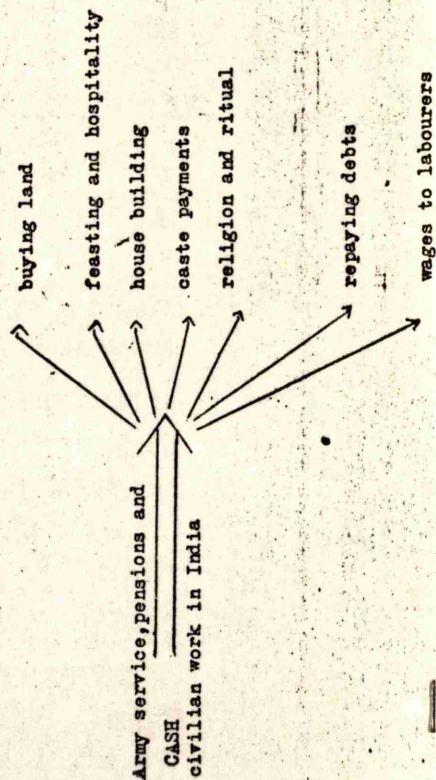 Army service,pensions and
CASH
civilian work in India
buying land
feasting and hospitality
house building
caste payments
religion and ritual
repaying debts
wages to labourers